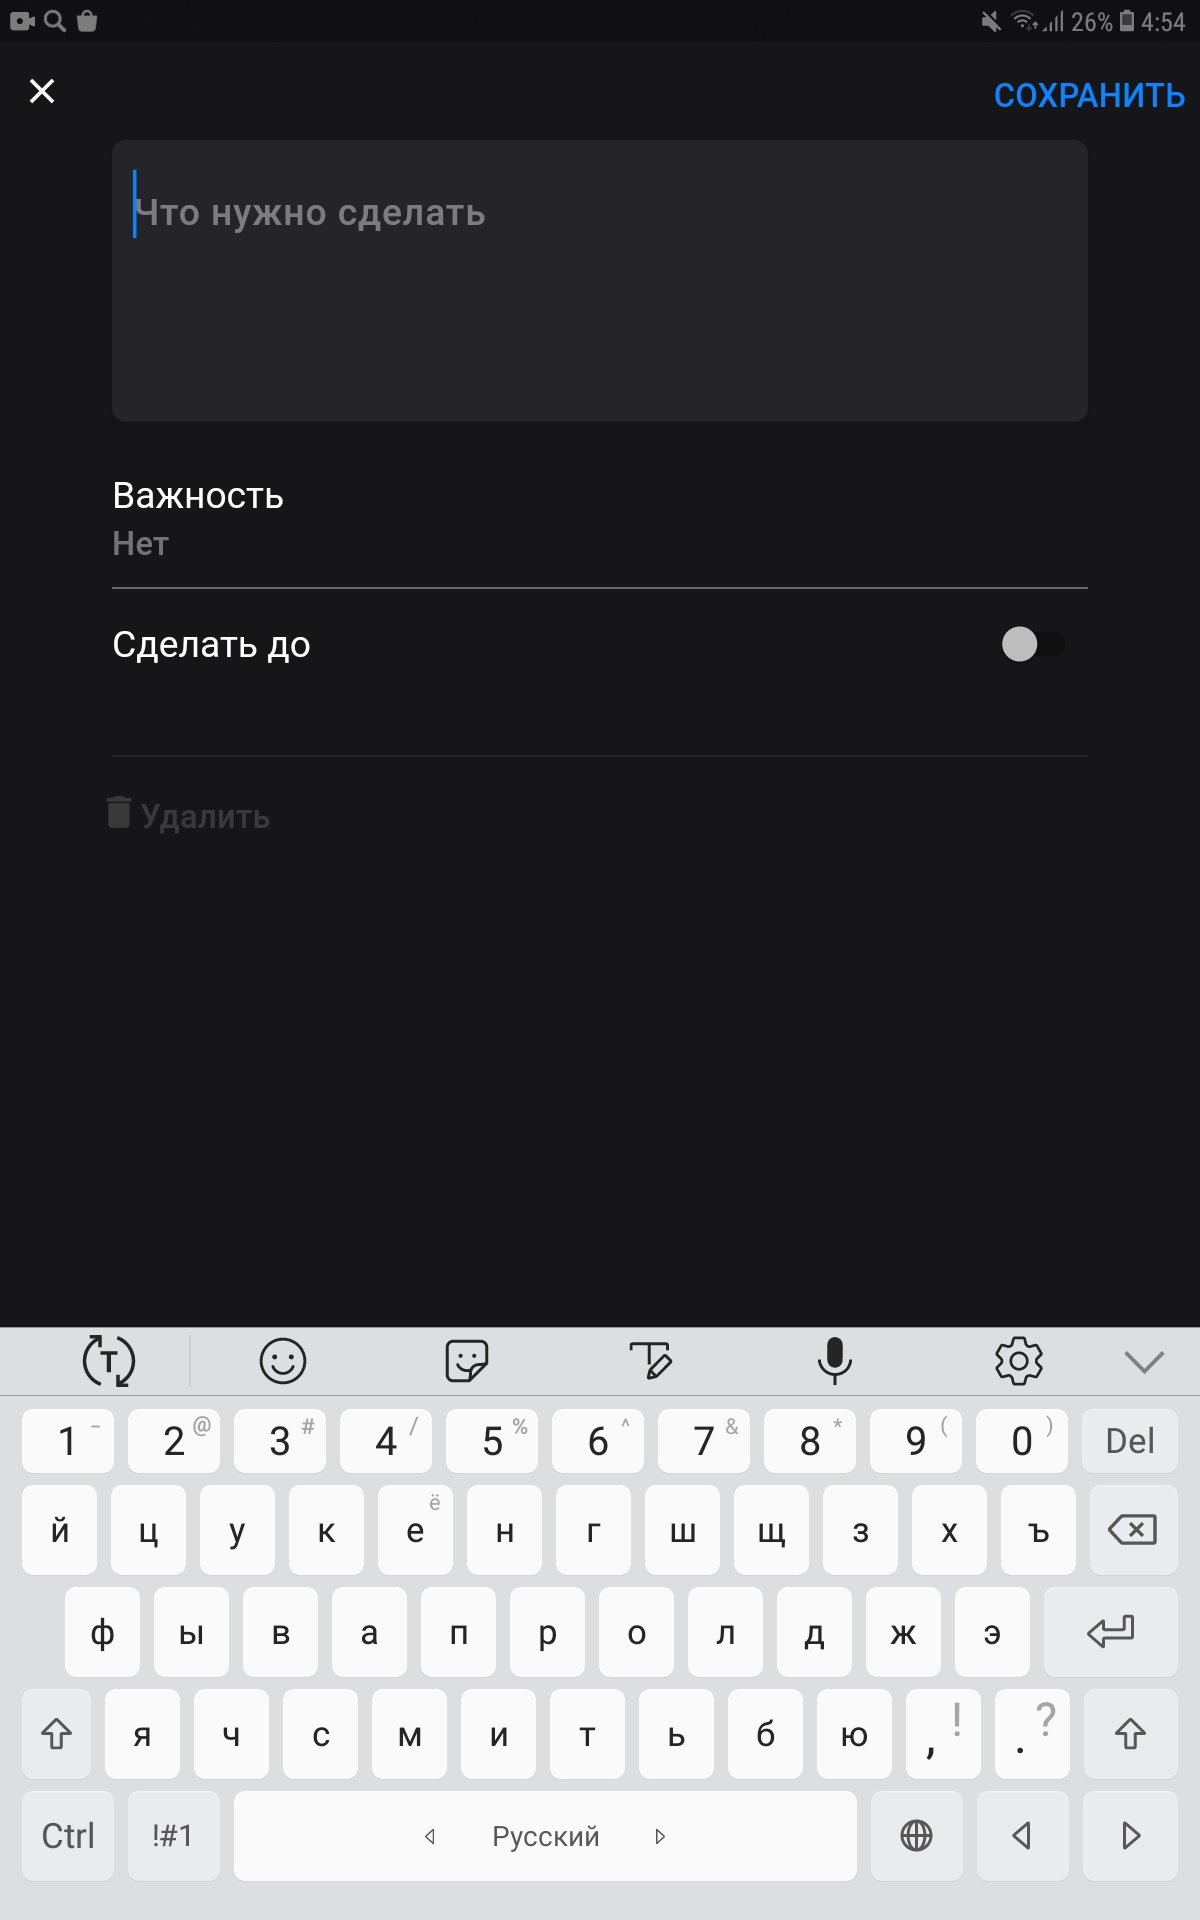 26% 4:54
СОХРАНИТЬ
Что нужно сделать
Важность
Нет
Сделать до
Удалить
T
1 – 2 @ 3 # 4 / 5 % 6 ^ 7 & 8 * 9 ( 0 ) Del
й ц у к е ё н г ш щ з х ъ
ф ы в а п р о л д ж э
я ч с м и т ь б ю , ! . ?
Ctrl !#1 Русский